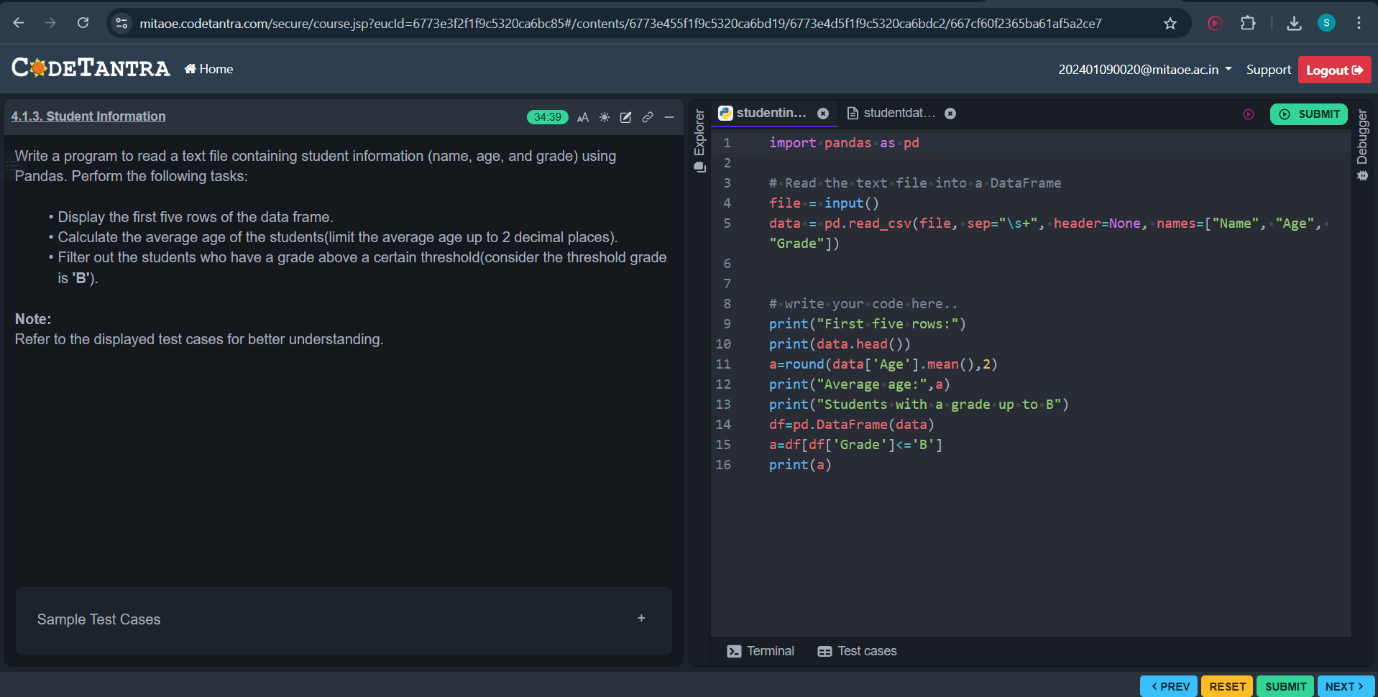 mitaoe.codetantra.com/secure/course.jsp?eucId=6773e3f2f1f9c5320ca6bc85#/contents/6773e455f1f9c5320ca6bd19/6773e4d5f1f9c5320ca6bdc2/667cf60f2365ba61af5a2ce7
S
CODETANTRA
Home
202401090020@mitaoe.ac.in
Support
Logout
4.1.3. Student Information
34:39
AA
Write a program to read a text file containing student information (name, age, and grade) using
Pandas. Perform the following tasks:
• Display the first five rows of the data frame.
• Calculate the average age of the students(limit the average age up to 2 decimal places).
• Filter out the students who have a grade above a certain threshold(consider the threshold grade
is 'B').
Note:
Refer to the displayed test cases for better understanding.
Sample Test Cases
+
Explorer
studentin...
studentdat...
SUBMIT
Debugger
1 import pandas as pd
2
3 # Read the text file into a DataFrame
4 file = input()
5 data = pd.read_csv(file, sep="\s+", header=None, names=["Name", "Age",
"Grade"])
6
7
8 # write your code here..
9 print("First five rows:")
10 print(data.head())
11 a=round(data['Age'].mean(),2)
12 print("Average age:",a)
13 print("Students with a grade up to B")
14 df=pd.DataFrame(data)
15 a=df[df['Grade']<='B']
16 print(a)
Terminal
Test cases
< PREV
RESET
SUBMIT
NEXT >